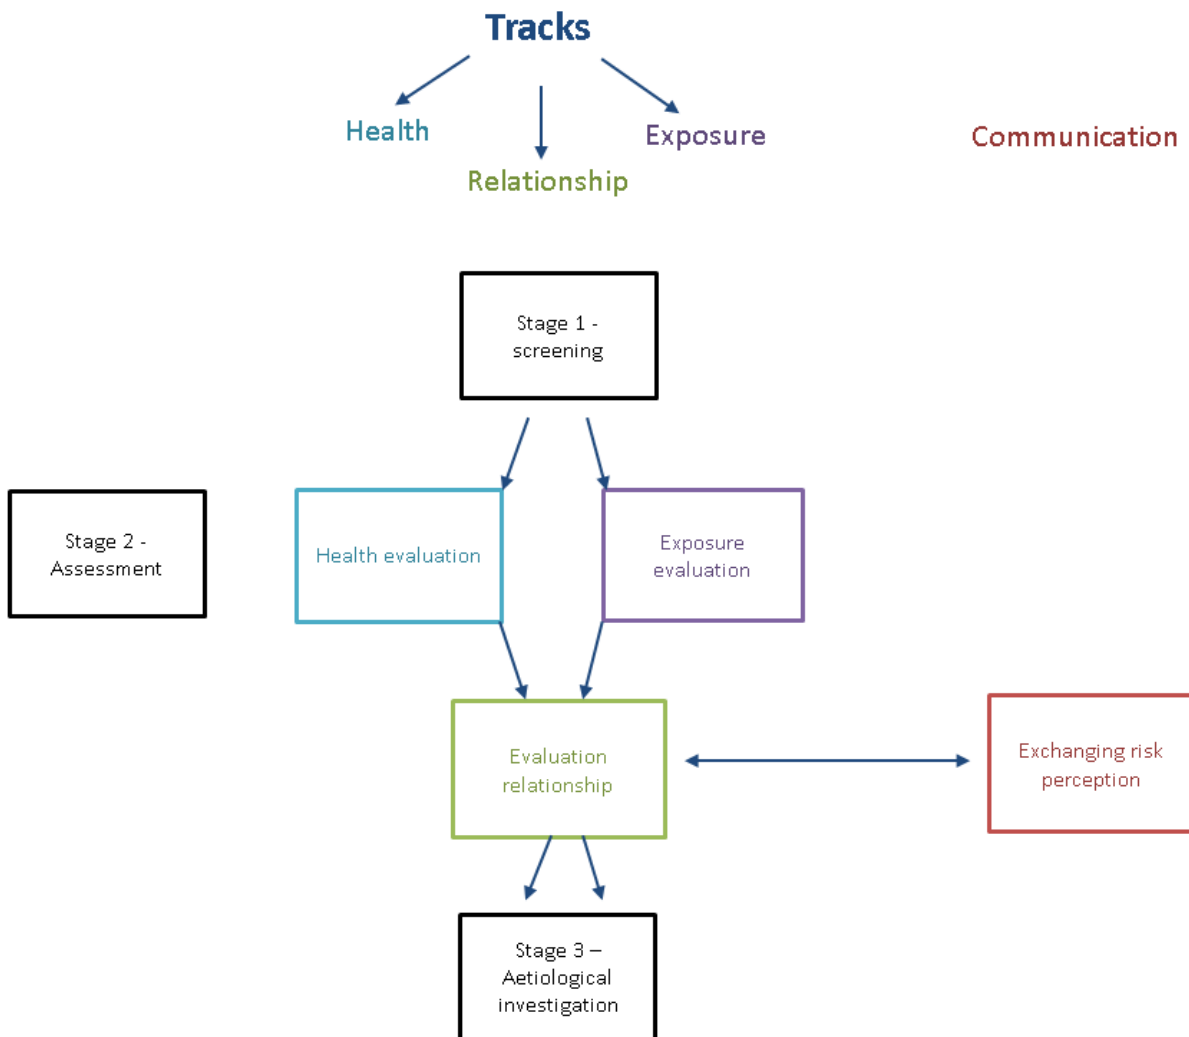 Tracks
Health
Exposure
Communication
Relationship
Stage 1 -
screening
Stage 2 -
Assessment
Health evaluation
Exposure
evaluation
Evaluation
relationship
Exchanging risk
perception
Stage 3 –
Aetiological
investigation